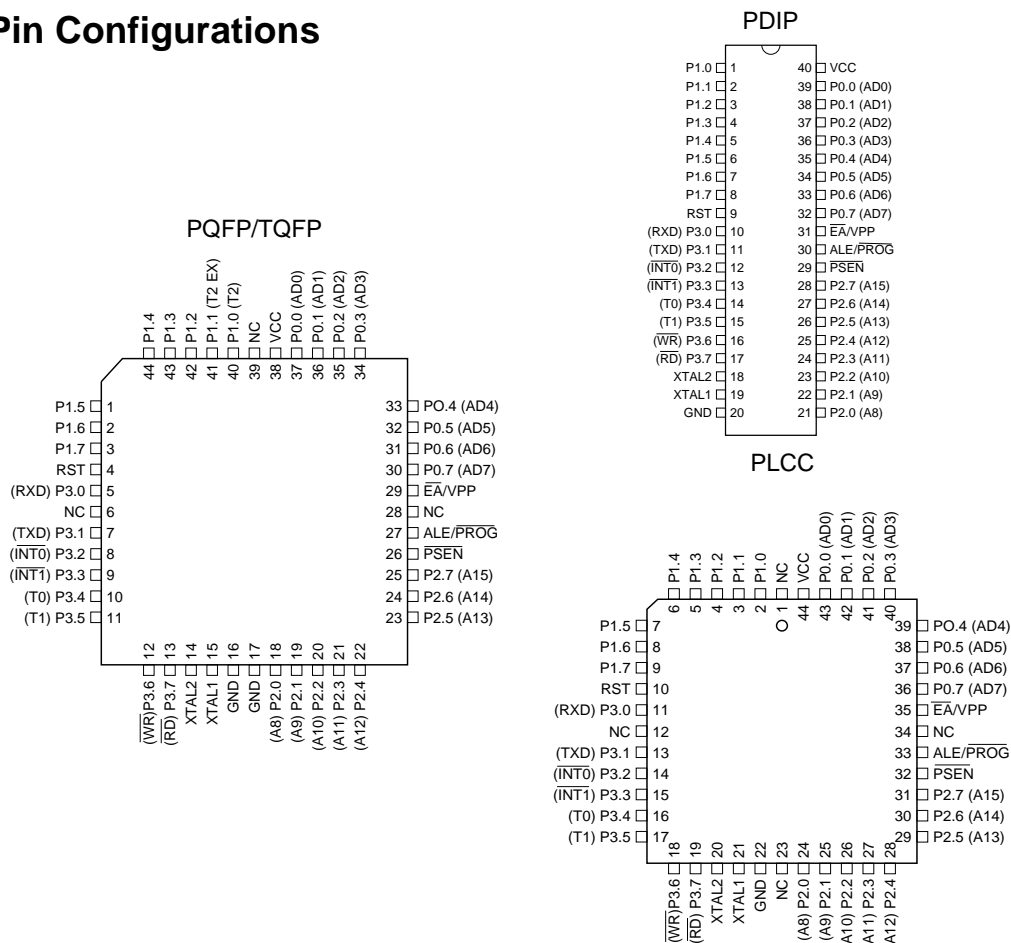 Pin Configurations
PDIP
P1.0 1 40 VCC
P1.1 2 39 P0.0 (AD0)
P1.2 3 38 P0.1 (AD1)
P1.3 4 37 P0.2 (AD2)
P1.4 5 36 P0.3 (AD3)
P1.5 6 35 P0.4 (AD4)
P1.6 7 34 P0.5 (AD5)
P1.7 8 33 P0.6 (AD6)
RST 9 32 P0.7 (AD7)
(RXD) P3.0 10 31 EA/VPP
(TXD) P3.1 11 30 ALE/PROG
(INT0) P3.2 12 29 PSEN
(INT1) P3.3 13 28 P2.7 (A15)
(T0) P3.4 14 27 P2.6 (A14)
(T1) P3.5 15 26 P2.5 (A13)
(WR) P3.6 16 25 P2.4 (A12)
(RD) P3.7 17 24 P2.3 (A11)
XTAL2 18 23 P2.2 (A10)
XTAL1 19 22 P2.1 (A9)
GND 20 21 P2.0 (A8)
PQFP/TQFP
P1.4 44
P1.3 43
P1.2 42
P1.1 (T2 EX) 41
P1.0 (T2) 40
NC 39
VCC 38
P0.0 (AD0) 37
P0.1 (AD1) 36
P0.2 (AD2) 35
P0.3 (AD3) 34
P1.5 1 33 PO.4 (AD4)
P1.6 2 32 P0.5 (AD5)
P1.7 3 31 P0.6 (AD6)
RST 4 30 P0.7 (AD7)
(RXD) P3.0 5 29 EA/VPP
NC 6 28 NC
(TXD) P3.1 7 27 ALE/PROG
(INT0) P3.2 8 26 PSEN
(INT1) P3.3 9 25 P2.7 (A15)
(T0) P3.4 10 24 P2.6 (A14)
(T1) P3.5 11 23 P2.5 (A13)
(WR)P3.6 12
(RD) P3.7 13
XTAL2 14
XTAL1 15
GND 16
GND 17
(A8) P2.0 18
(A9) P2.1 19
(A10) P2.2 20
(A11) P2.3 21
(A12) P2.4 22
PLCC
P1.4 6
P1.3 5
P1.2 4
P1.1 3
P1.0 2
NC 1
VCC 44
P0.0 (AD0) 43
P0.1 (AD1) 42
P0.2 (AD2) 41
P0.3 (AD3) 40
P1.5 7 39 PO.4 (AD4)
P1.6 8 38 P0.5 (AD5)
P1.7 9 37 P0.6 (AD6)
RST 10 36 P0.7 (AD7)
(RXD) P3.0 11 35 EA/VPP
NC 12 34 NC
(TXD) P3.1 13 33 ALE/PROG
(INT0) P3.2 14 32 PSEN
(INT1) P3.3 15 31 P2.7 (A15)
(T0) P3.4 16 30 P2.6 (A14)
(T1) P3.5 17 29 P2.5 (A13)
(WR)P3.6 18
(RD) P3.7 19
XTAL2 20
XTAL1 21
GND 22
NC 23
(A8) P2.0 24
(A9) P2.1 25
A10) P2.2 26
A11) P2.3 27
A12) P2.4 28